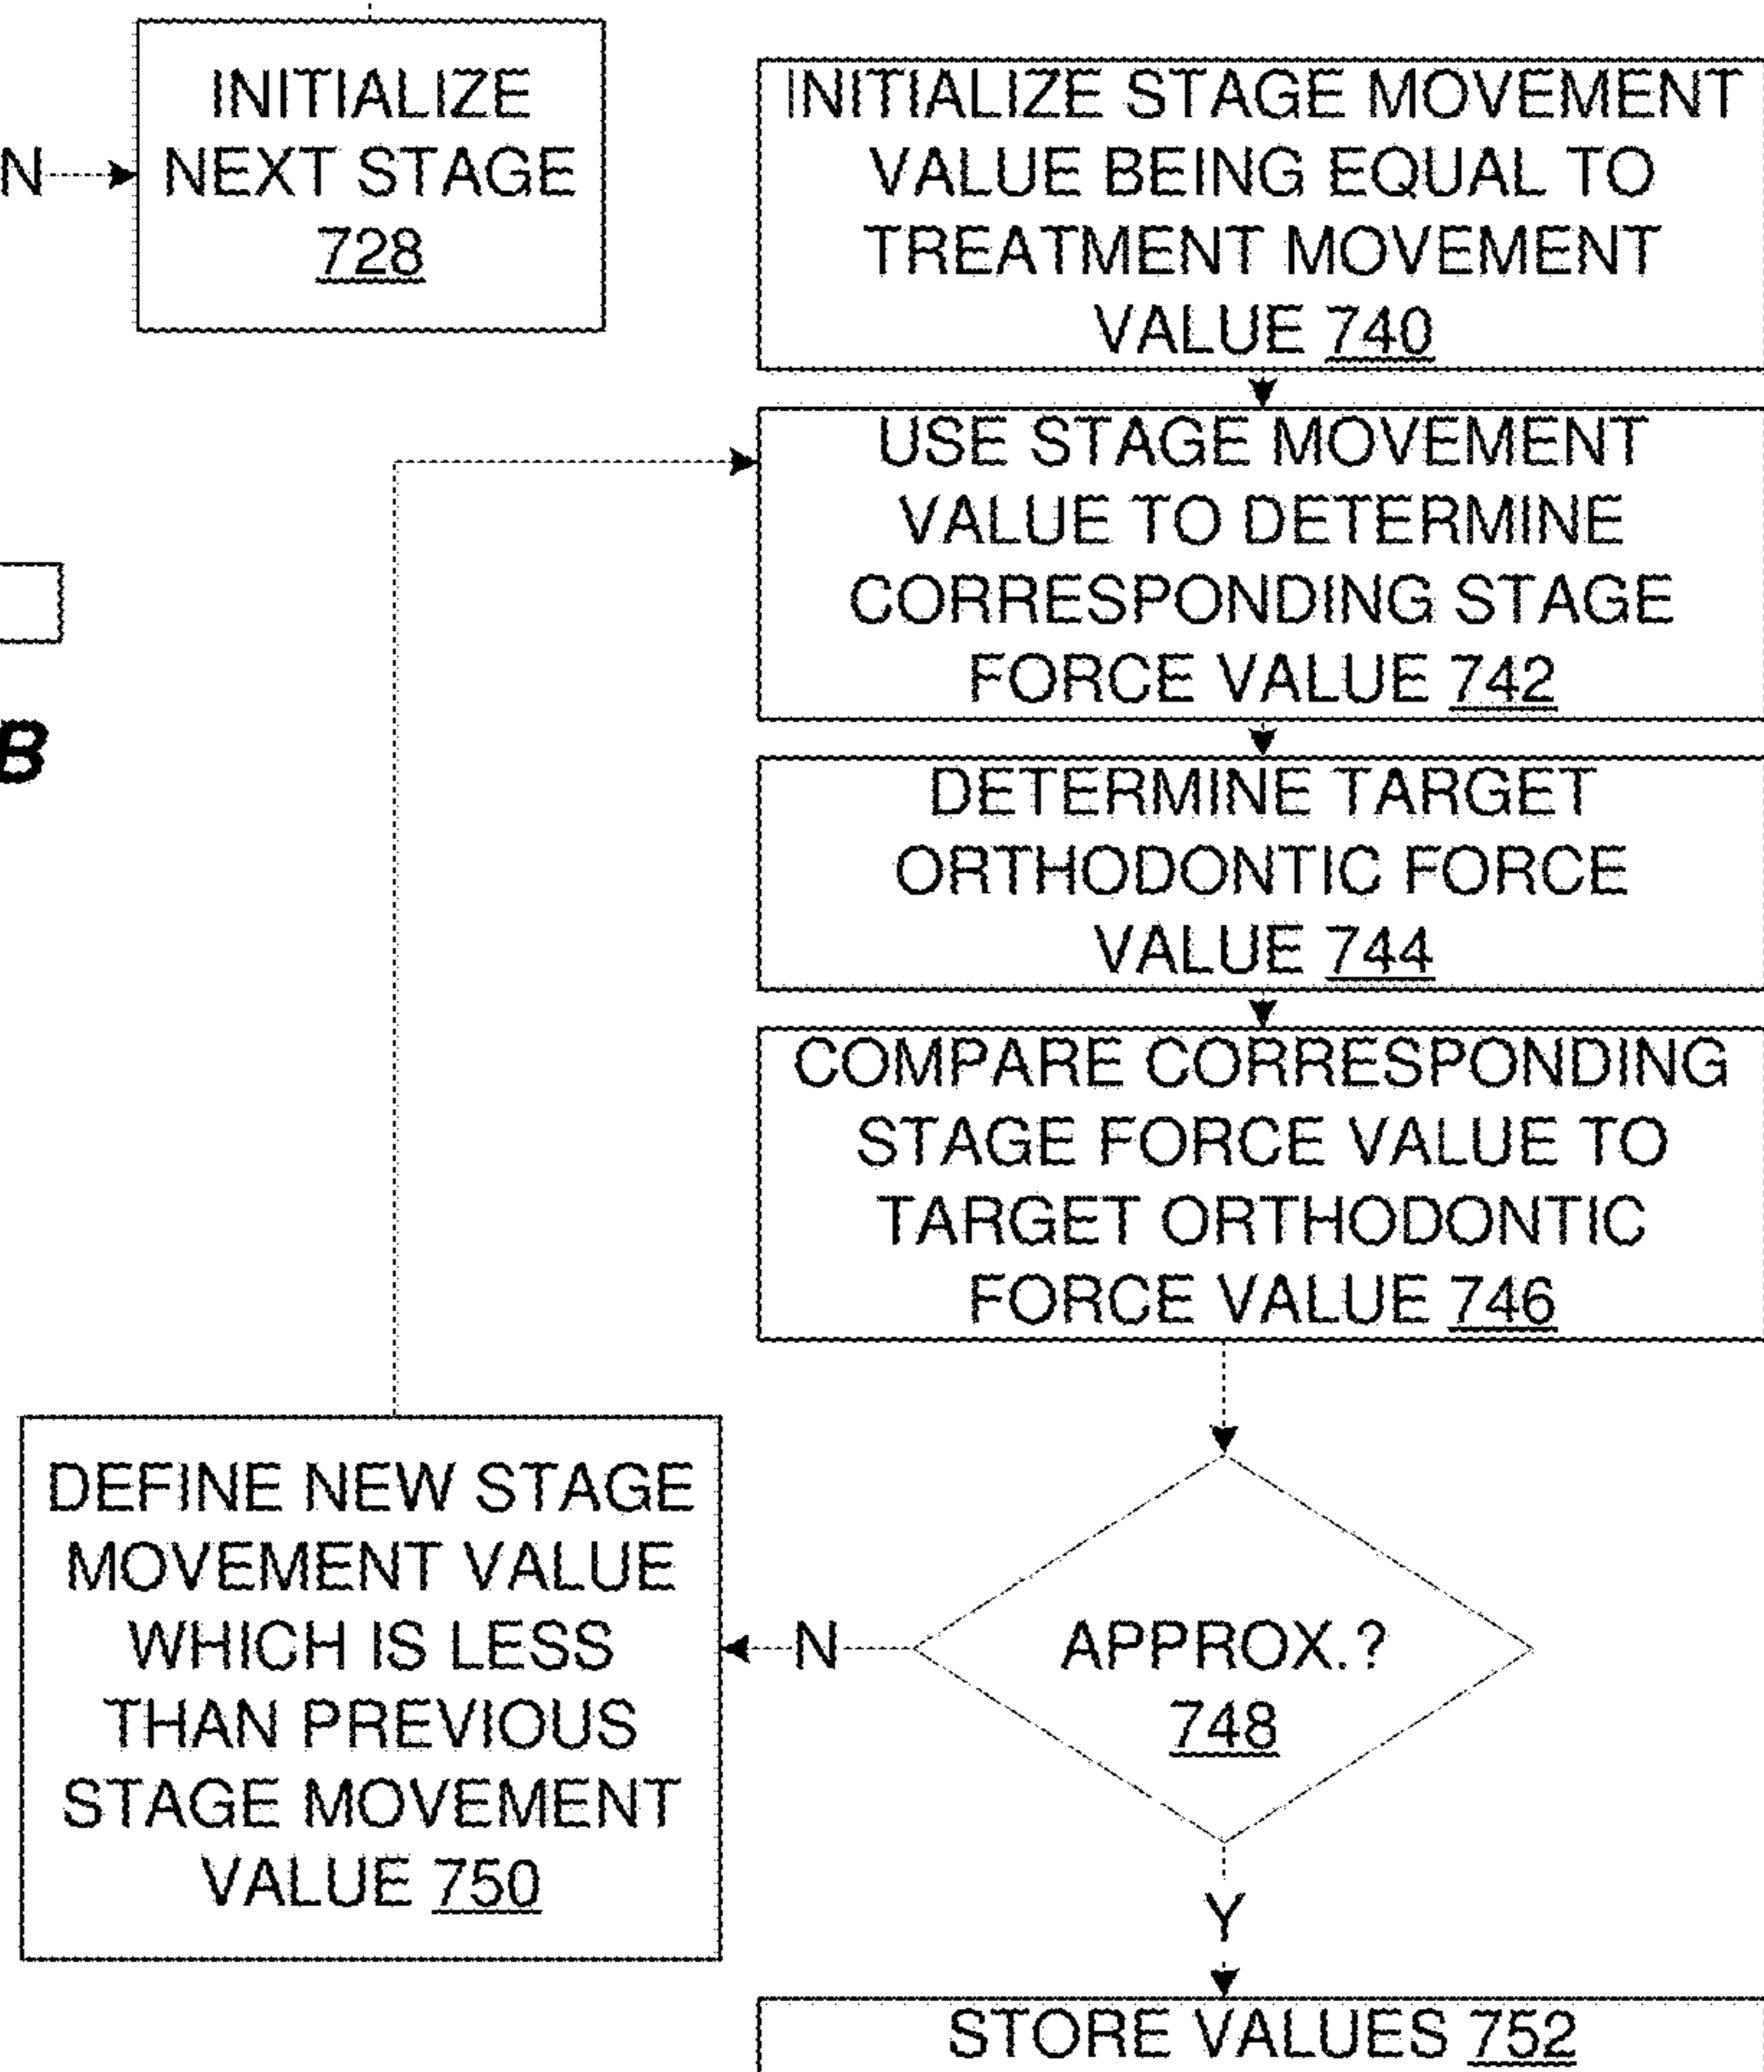 INITIALIZE
NEXT STAGE
728
N
B
INITIALIZE STAGE MOVEMENT
VALUE BEING EQUAL TO
TREATMENT MOVEMENT
VALUE 740
USE STAGE MOVEMENT
VALUE TO DETERMINE
CORRESPONDING STAGE
FORCE VALUE 742
DETERMINE TARGET
ORTHODONTIC FORCE
VALUE 744
COMPARE CORRESPONDING
STAGE FORCE VALUE TO
TARGET ORTHODONTIC
FORCE VALUE 746
APPROX.?
748
N
DEFINE NEW STAGE
MOVEMENT VALUE
WHICH IS LESS
THAN PREVIOUS
STAGE MOVEMENT
VALUE 750
Y
STORE VALUES 752